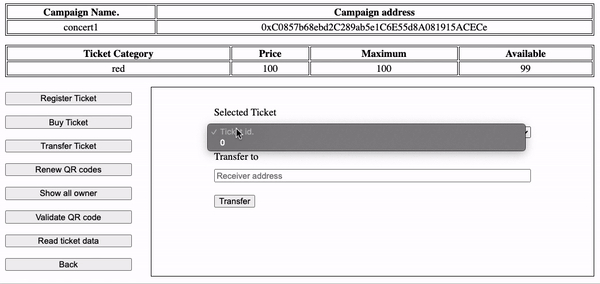 Campaign Name. Campaign address
concert1 0xC0857b68ebd2C289ab5e1C6E55d8A081915ACECe
Ticket Category Price Maximum Available
red 100 100 99
Register Ticket
Buy Ticket
Transfer Ticket
Renew QR codes
Show all owner
Validate QR code
Read ticket data
Back
Selected Ticket
✓ Ticket id.
0
Transfer to
Receiver address
Transfer